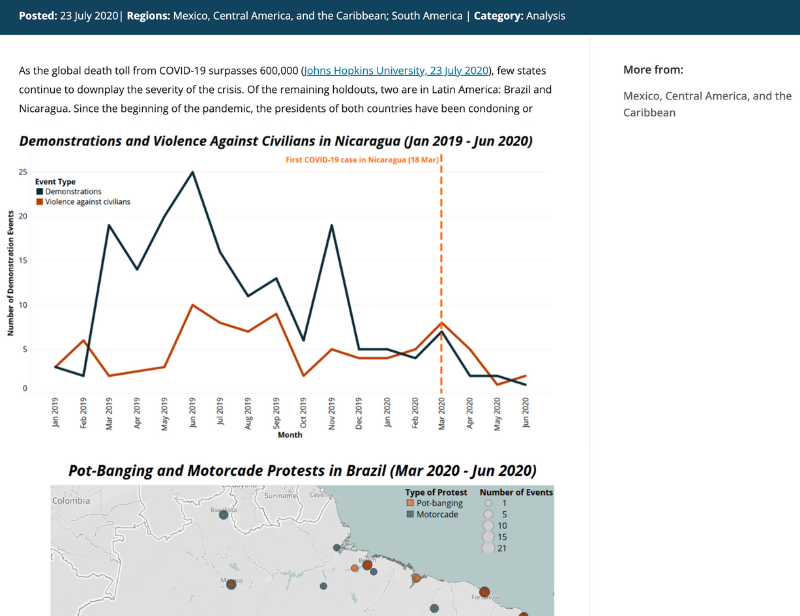 Posted: 23 July 2020| Regions: Mexico, Central America, and the Caribbean; South America | Category: Analysis
As the global death toll from COVID-19 surpasses 600,000 (Johns Hopkins University, 23 July 2020), few states
continue to downplay the severity of the crisis. Of the remaining holdouts, two are in Latin America: Brazil and
Nicaragua. Since the beginning of the pandemic, the presidents of both countries have been condoning or
More from:
Mexico, Central America, and the
Caribbean
Demonstrations and Violence Against Civilians in Nicaragua (Jan 2019 - Jun 2020)
First COVID-19 case in Nicaragua (18 Mar)
Event Type
Demonstrations
Violence against civilians
Number of Demonstration Events
25
20
15
10
5
0
Jan 2019
Feb 2019
Mar 2019
Apr 2019
May 2019
Jun 2019
Jul 2019
Aug 2019
Sep 2019
Oct 2019
Nov 2019
Dec 2019
Jan 2020
Feb 2020
Mar 2020
Apr 2020
May 2020
Jun 2020
Month
Pot-Banging and Motorcade Protests in Brazil (Mar 2020 - Jun 2020)
Type of Protest
Pot-banging
Motorcade
Number of Events
1
5
10
15
21
Colombia
Suriname